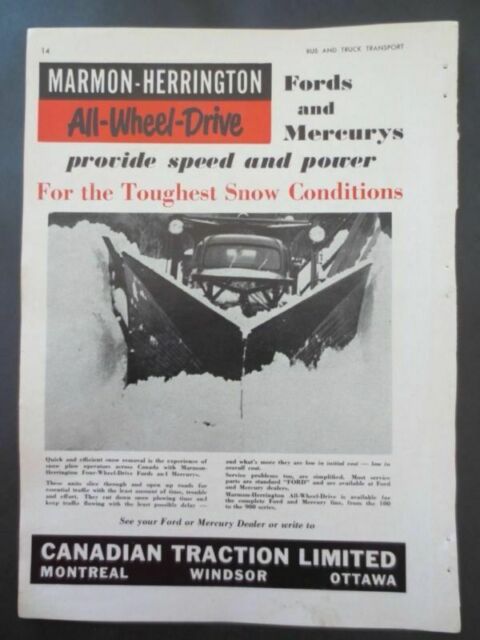 14
BUS AND TRUCK TRANSPORT
MARMON-HERRINGTON
All-Wheel-Drive
Fords
and
Mercurys
provide speed and power
For the Toughest Snow Conditions
Quick and efficient snow removal is the experience of
snow plow operators across Canada with Marmon-
Herrington Four-Wheel-Drive Fords and Mercurys.
These units slice through and open up roads for
essential traffic with the least amount of time, trouble
and effort. They cut down snow plowing time and
keep traffic flowing with the least possible delay —
and what's more they are low in initial cost — low in
overall cost.
Service problems too, are simplified. Most service
parts are standard "FORD" and are available at Ford
and Mercury dealers.
Marmon-Herrington All-Wheel-Drive is available for
the complete Ford and Mercury line, from the 100
to the 900 series.
See your Ford or Mercury Dealer or write to
CANADIAN TRACTION LIMITED
MONTREAL WINDSOR OTTAWA